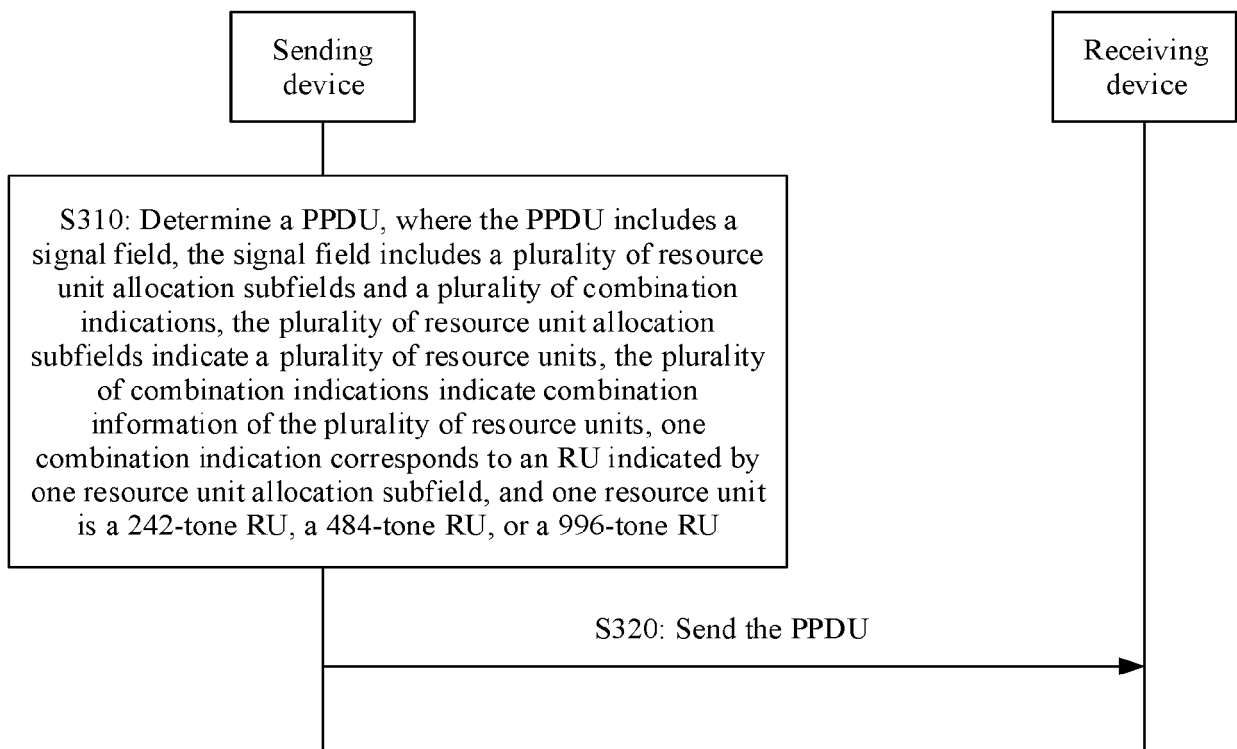 Sending
device
Receiving
device
S310: Determine a PPDU, where the PPDU includes a
signal field, the signal field includes a plurality of resource
unit allocation subfields and a plurality of combination
indications, the plurality of resource unit allocation
subfields indicate a plurality of resource units, the plurality
of combination indications indicate combination
information of the plurality of resource units, one
combination indication corresponds to an RU indicated by
one resource unit allocation subfield, and one resource unit
is a 242-tone RU, a 484-tone RU, or a 996-tone RU
S320: Send the PPDU